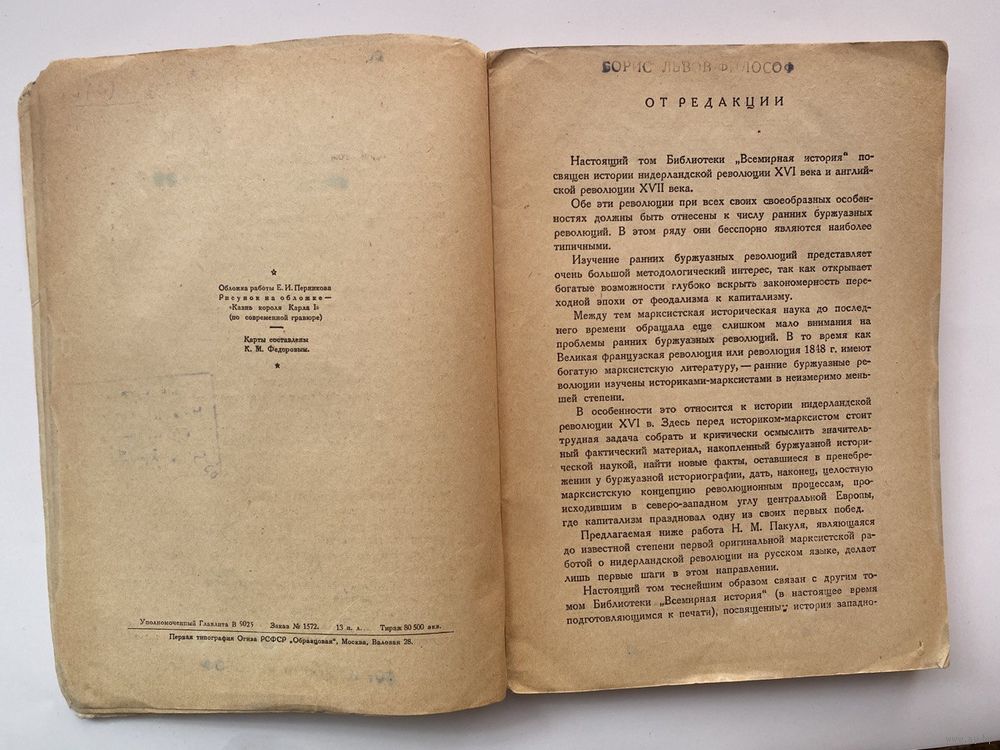 Обложка работы Е. И. Перникова
Рисунок на обложке —
«Казнь короля Карла I»
(по современной гравюре)
Карты составлены
К. М. Федоровым.
Уполномоченный Главлита В 5025 Заказ № 1572. 13 п. л. Тираж 80 500 экз.
Первая типография Огиза РСФСР „Образцовая“, Москва, Валовая 28.
БОРИС ЛЬВОВ ФИЛОСОФ
ОТ РЕДАКЦИИ
Настоящий том Библиотеки „Всемирная история“ по-
священ истории нидерландской революции XVI века и англий-
ской революции XVII века.
Обе эти революции при всех своих своеобразных особен-
ностях должны быть отнесены к числу ранних буржуазных
революций. В этом ряду они бесспорно являются наиболее
типичными.
Изучение ранних буржуазных революций представляет
очень большой методологический интерес, так как открывает
богатые возможности глубоко вскрыть закономерность пере-
ходной эпохи от феодализма к капитализму.
Между тем марксистская историческая наука до послед-
него времени обращала еще слишком мало внимания на
проблемы ранних буржуазных революций. В то время как
Великая французская революция или революция 1848 г. имеют
богатую марксистскую литературу, — ранние буржуазные ре-
волюции изучены историками-марксистами в неизмеримо мень-
шей степени.
В особенности это относится к истории нидерландской
революции XVI в. Здесь перед историком-марксистом стоит
трудная задача собрать и критически осмыслить значитель-
ный фактический материал, накопленный буржуазной истори-
ческой наукой, найти новые факты, оставшиеся в пренебре-
жении у буржуазной историографии, дать, наконец, целостную
марксистскую концепцию революционным процессам, про-
исходившим в северо-западном углу центральной Европы,
где капитализм праздновал одну из своих первых побед.
Предлагаемая ниже работа Н. М. Пакуля, являющаяся
до известной степени первой оригинальной марксистской ра-
ботой о нидерландской революции на русском языке, делает
лишь первые шаги в этом направлении.
Настоящий том теснейшим образом связан с другим то-
мом Библиотеки „Всемирная история“ (в настоящее время
подготовляющимся к печати), посвященным истории западно-